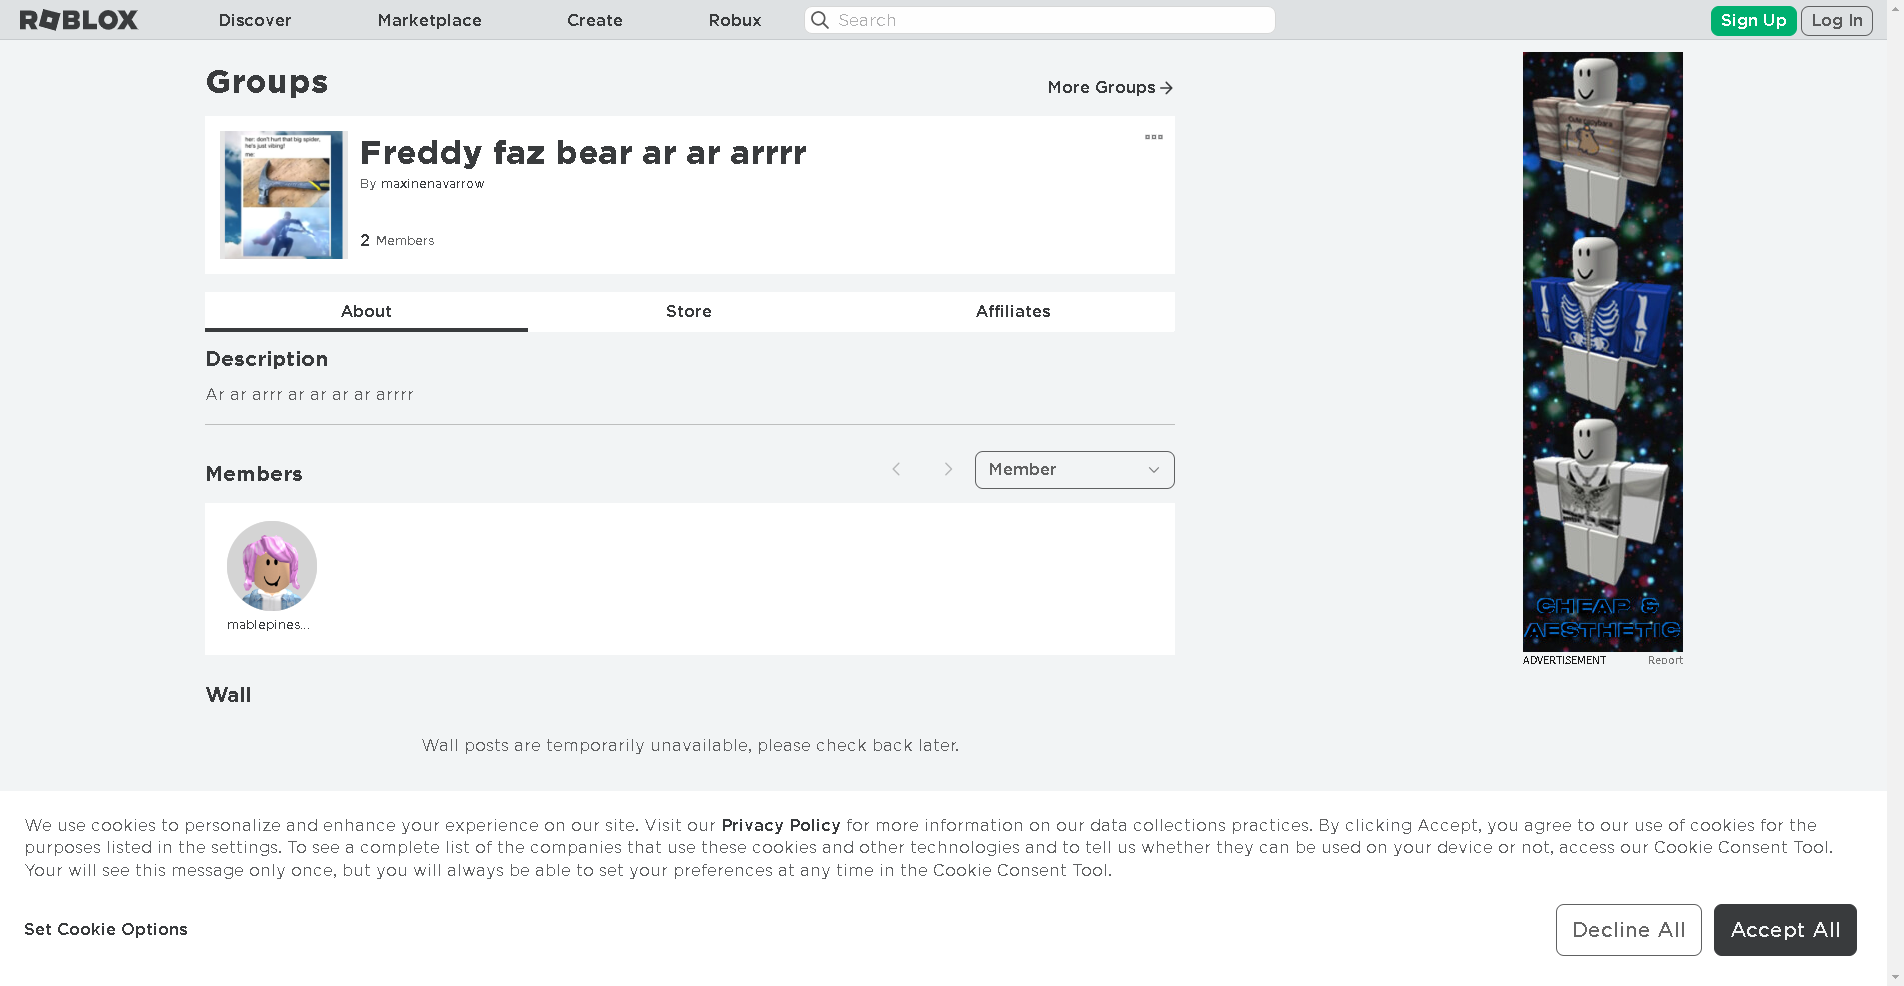 ROBLOX
Discover
Marketplace
Create
Robux
Search
Sign Up
Log In
Groups
More Groups
her: don't hurt that big spider,
he's just vibing!
me:
Freddy faz bear ar ar arrrr
By maxinenavarrow
2 Members
About
Store
Affiliates
Description
Ar ar arrr ar ar ar ar arrrr
Members
Member
mablepines...
Wall
Wall posts are temporarily unavailable, please check back later.
cute capybara
CHEAP &
AESTHETIC
ADVERTISEMENT
Report
We use cookies to personalize and enhance your experience on our site. Visit our Privacy Policy for more information on our data collections practices. By clicking Accept, you agree to our use of cookies for the
purposes listed in the settings. To see a complete list of the companies that use these cookies and other technologies and to tell us whether they can be used on your device or not, access our Cookie Consent Tool.
Your will see this message only once, but you will always be able to set your preferences at any time in the Cookie Consent Tool.
Set Cookie Options
Decline All
Accept All